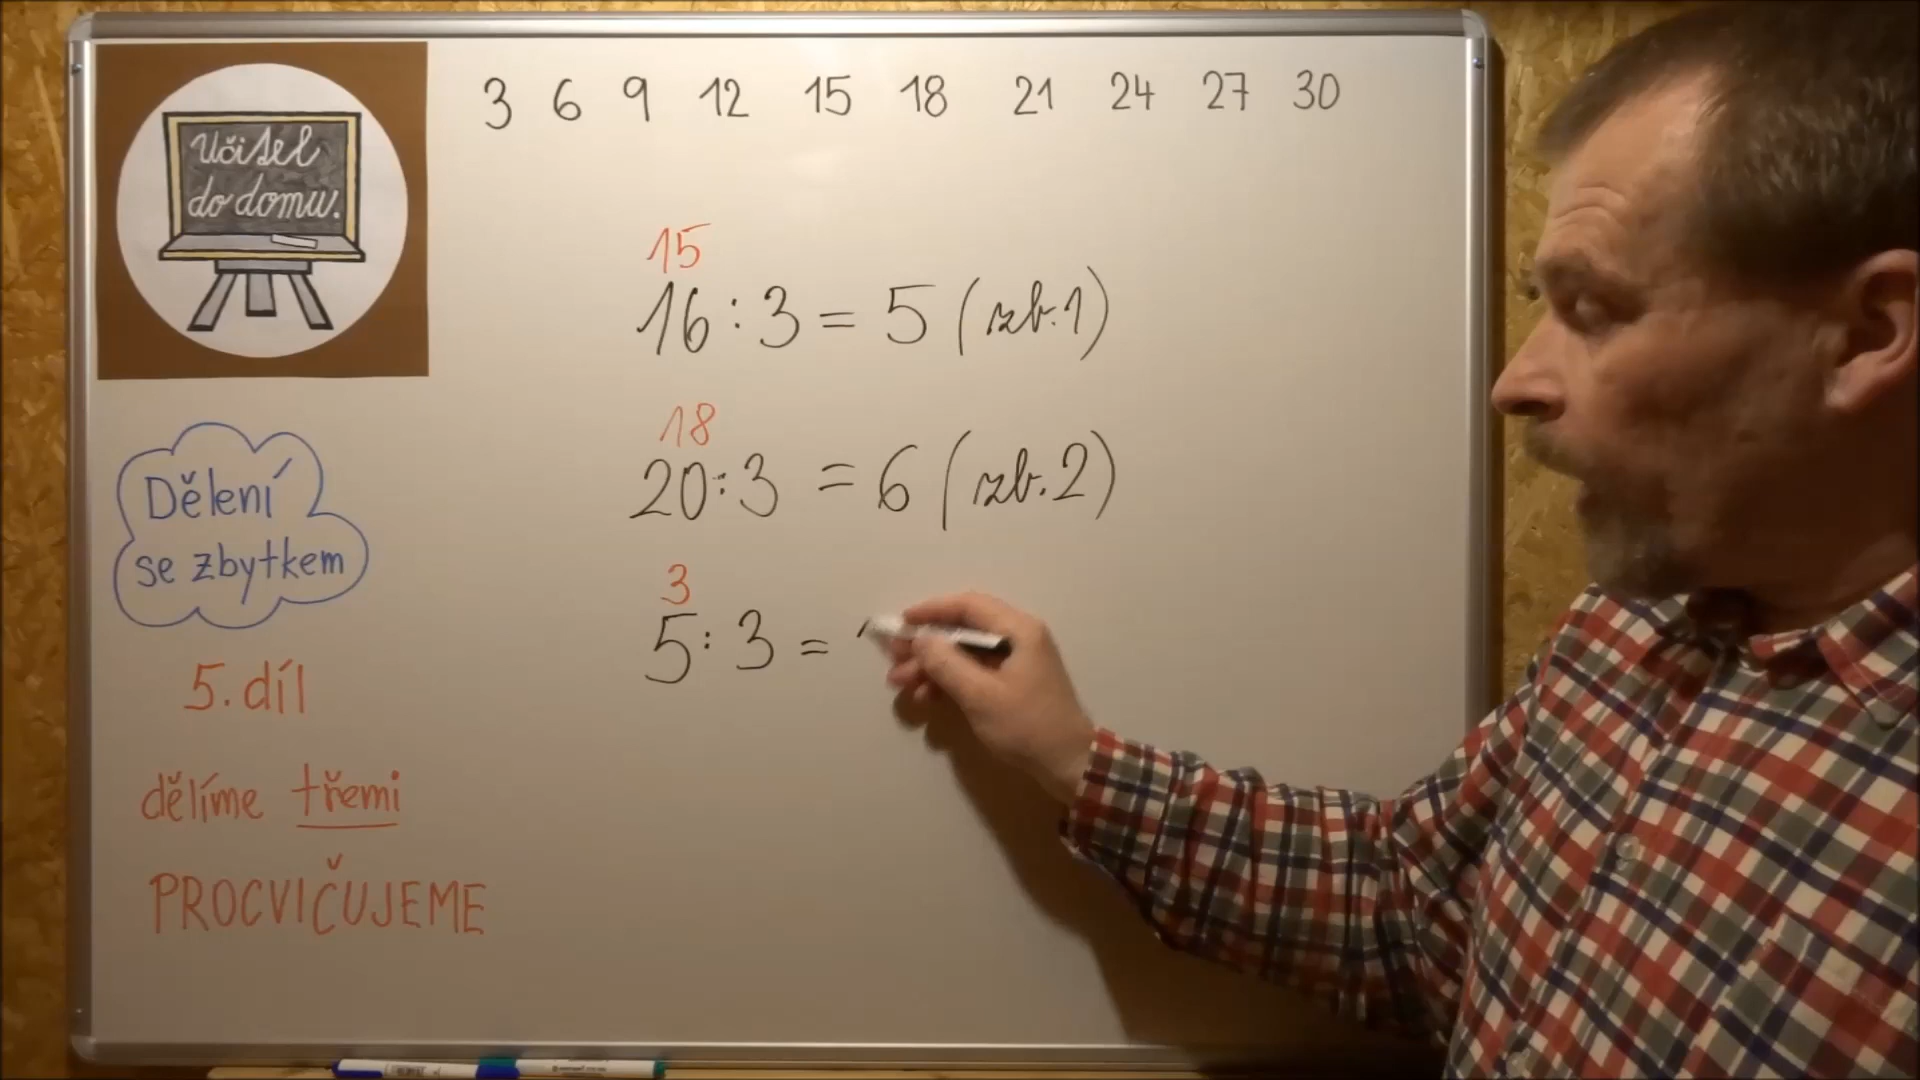 3 6 9 12 15 18 21 24 27 30
Učitel
do domu.
15
16 : 3 = 5 (zb. 1)
18
20 : 3 = 6 (zb. 2)
3
5 : 3 =
Dělení
se zbytkem
5. díl
dělíme třemi
PROCVIČUJEME